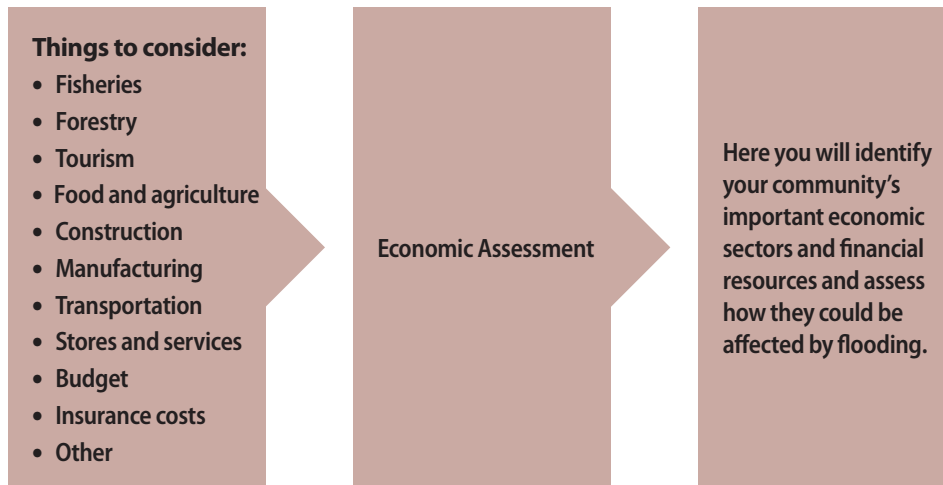 Things to consider:
• Fisheries
• Forestry
• Tourism
• Food and agriculture
• Construction
• Manufacturing
• Transportation
• Stores and services
• Budget
• Insurance costs
• Other
Economic Assessment
Here you will identify
your community’s
important economic
sectors and financial
resources and assess
how they could be
affected by flooding.